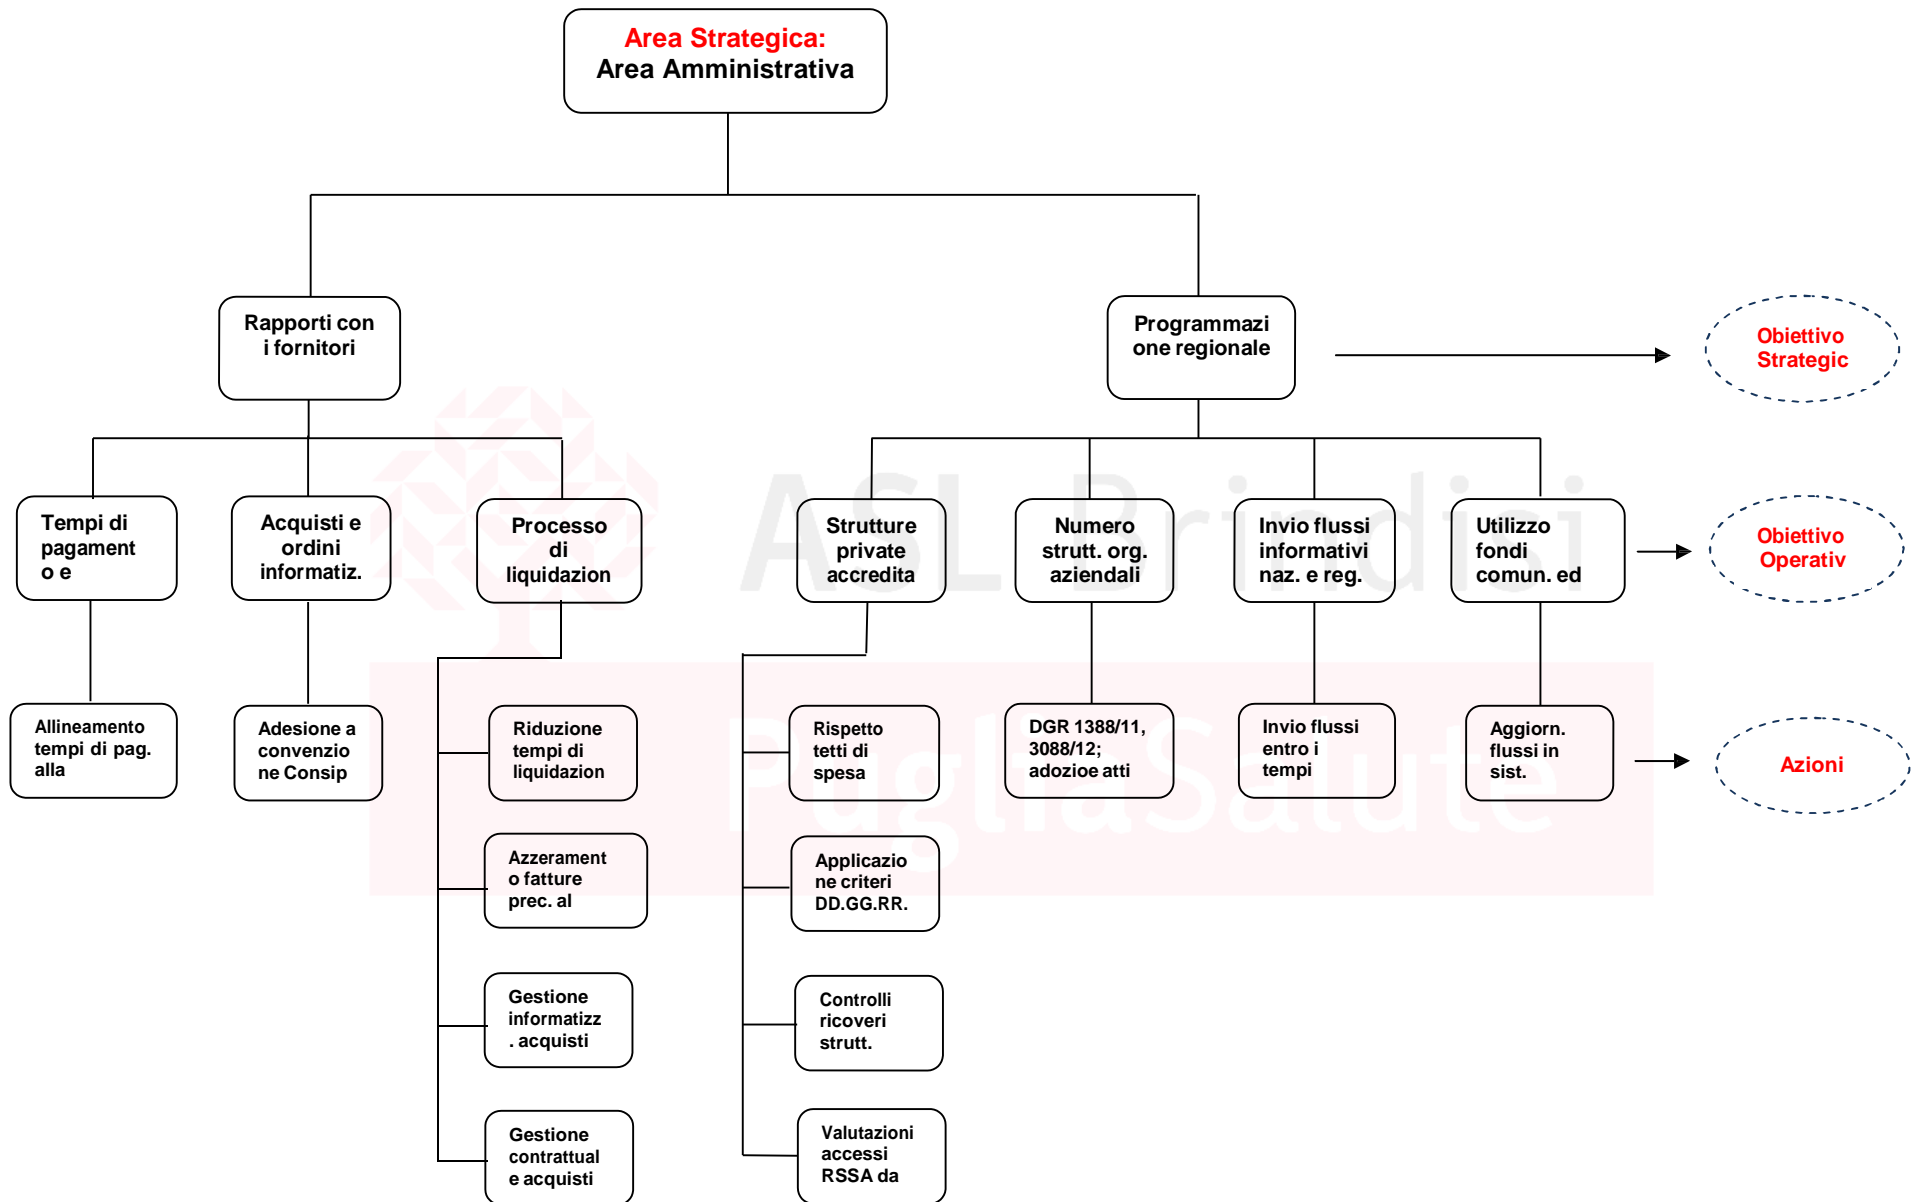 Area Strategica:
Area Amministrativa
Rapporti con
i fornitori
Programmazi
one regionale
Obiettivo
Strategic
Tempi di
pagament
o e
Acquisti e
ordini
informatiz.
Processo
di
liquidazion
Strutture
private
accredita
Numero
strutt. org.
aziendali
Invio flussi
informativi
naz. e reg.
Utilizzo
fondi
comun. ed
Obiettivo
Operativ
Allineamento
tempi di pag.
alla
Adesione a
convenzio
ne Consip
Riduzione
tempi di
liquidazion
Rispetto
tetti di
spesa
DGR 1388/11,
3088/12;
adozioe atti
Invio flussi
entro i
tempi
Aggiorn.
flussi in
sist.
Azioni
Azzerament
o fatture
prec. al
Applicazio
ne criteri
DD.GG.RR.
Gestione
informatizz
. acquisti
Controlli
ricoveri
strutt.
Gestione
contrattual
e acquisti
Valutazioni
accessi
RSSA da
ASL Brindisi
PugliaSalute